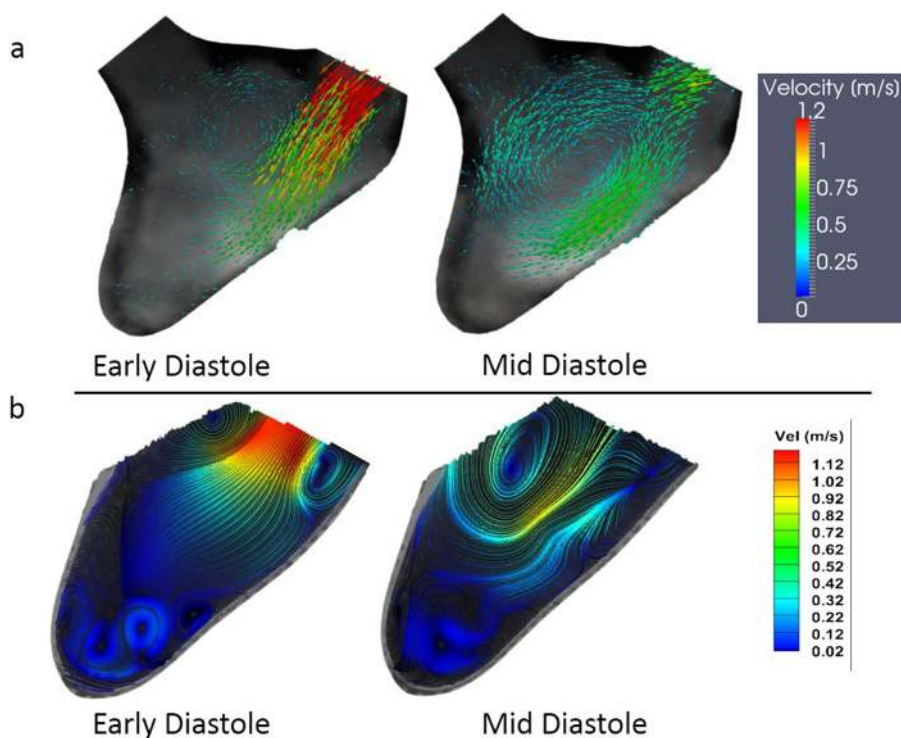 a
Velocity (m/s)
1.2
1
0.75
0.5
0.25
0
Early Diastole
Mid Diastole
b
Vel (m/s)
1.12
1.02
0.92
0.82
0.72
0.62
0.52
0.42
0.32
0.22
0.12
0.02
Early Diastole
Mid Diastole